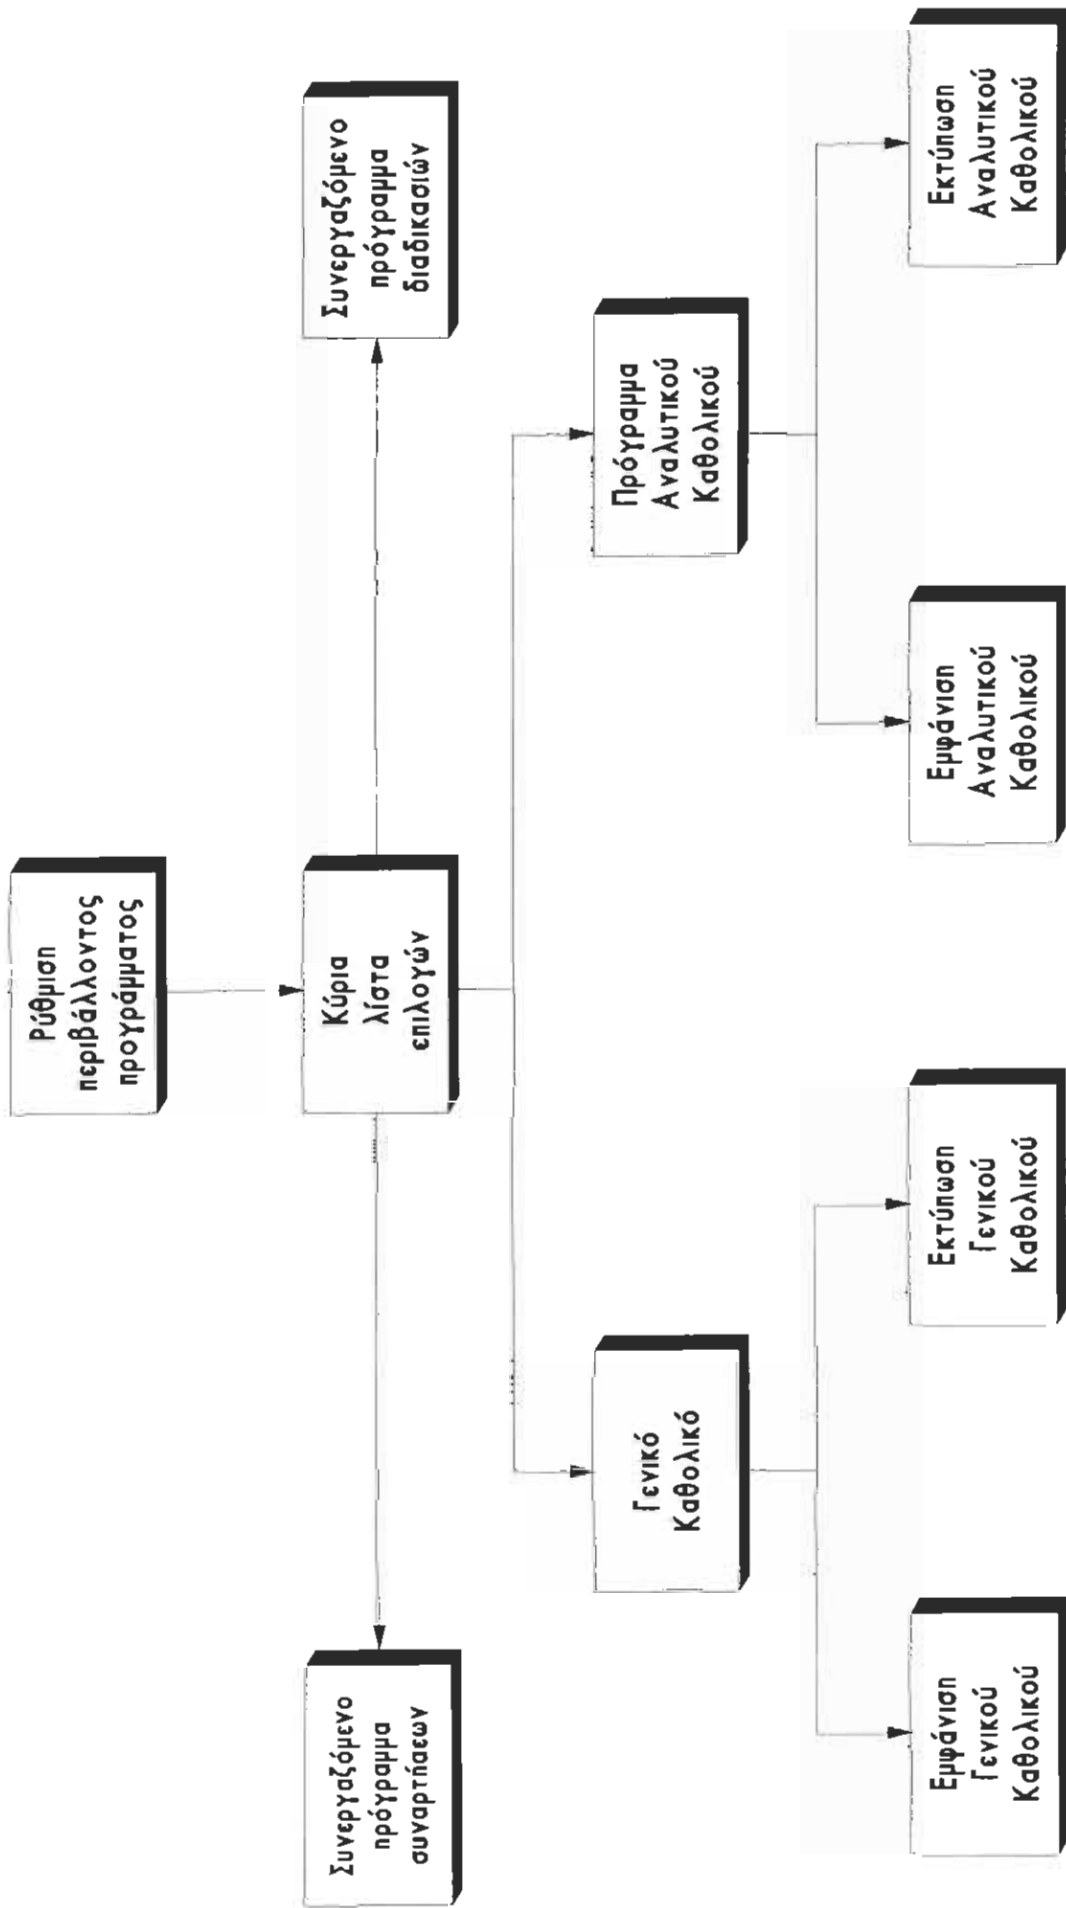 Ρύθμιση
περιβάλλοντος
προγράμματος
Συνεργαζόμενο
πρόγραμμα
συναρτήσεων
Κύρια
λίστα
επιλογών
Συνεργαζόμενο
πρόγραμμα
διαδικασιών
Γενικό
Καθολικό
Πρόγραμμα
Αναλυτικού
Καθολικού
Εμφάνιση
Γενικού
Καθολικού
Εκτύπωση
Γενικού
Καθολικού
Εμφάνιση
Αναλυτικού
Καθολικού
Εκτύπωση
Αναλυτικού
Καθολικού